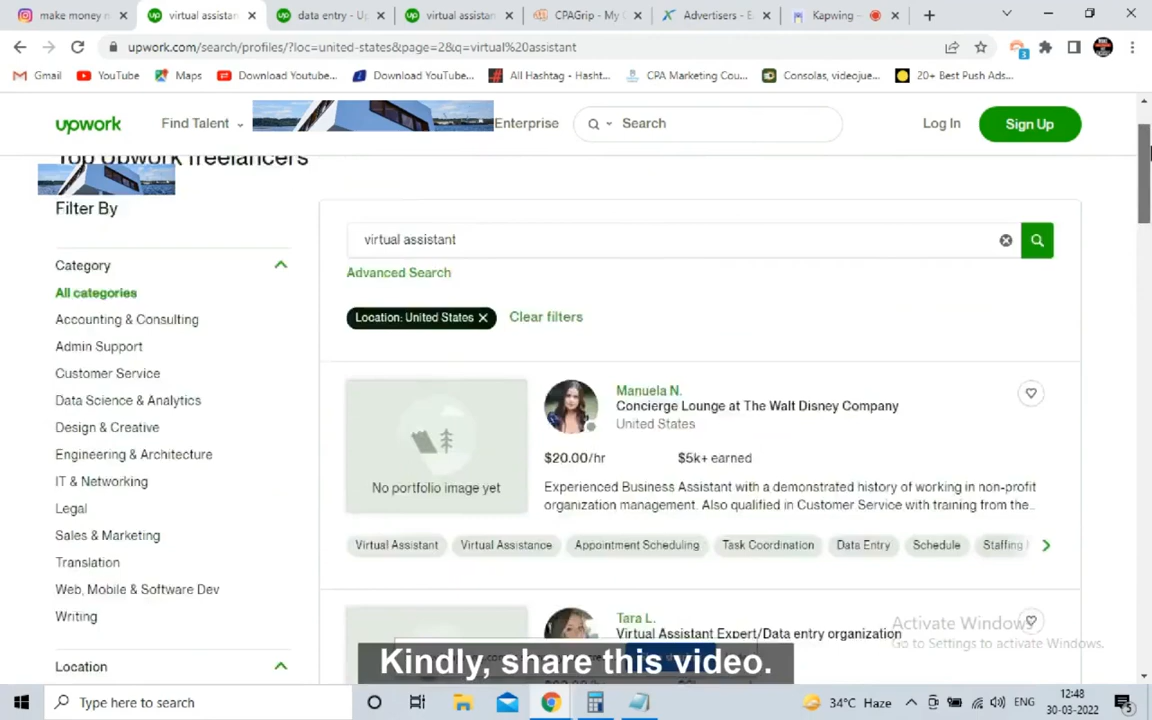 make money n
virtual assistan
data entry - Up
virtual assistan
CPAGrip - My C
Advertisers - E
Kapwing -
upwork.com/search/profiles/?loc=united-states&page=2&q=virtual%20assistant
3
Gmail
YouTube
Maps
Download Youtube...
Download YouTube...
All Hashtag - Hasht...
CPA Marketing Cou...
Consolas, videojue...
20+ Best Push Ads...
upwork
Find Talent
Enterprise
Search
Log In
Sign Up
Top Upwork freelancers
Filter By
virtual assistant
Advanced Search
Category
All categories
Location: United States
Clear filters
Accounting & Consulting
Admin Support
Customer Service
Data Science & Analytics
Design & Creative
Engineering & Architecture
IT & Networking
Legal
Sales & Marketing
Translation
Web, Mobile & Software Dev
Writing
Location
No portfolio image yet
Manuela N.
Concierge Lounge at The Walt Disney Company
United States
$20.00/hr
$5k+ earned
Experienced Business Assistant with a demonstrated history of working in non-profit
organization management. Also qualified in Customer Service with training from the...
Virtual Assistant
Virtual Assistance
Appointment Scheduling
Task Coordination
Data Entry
Schedule
Staffing
Tara L.
Virtual Assistant Expert/Data entry organization
Activate Windows
Go to Settings to activate Windows.
Kindly, share this video.
Type here to search
34°C Haze
ENG
12:48
30-03-2022
5